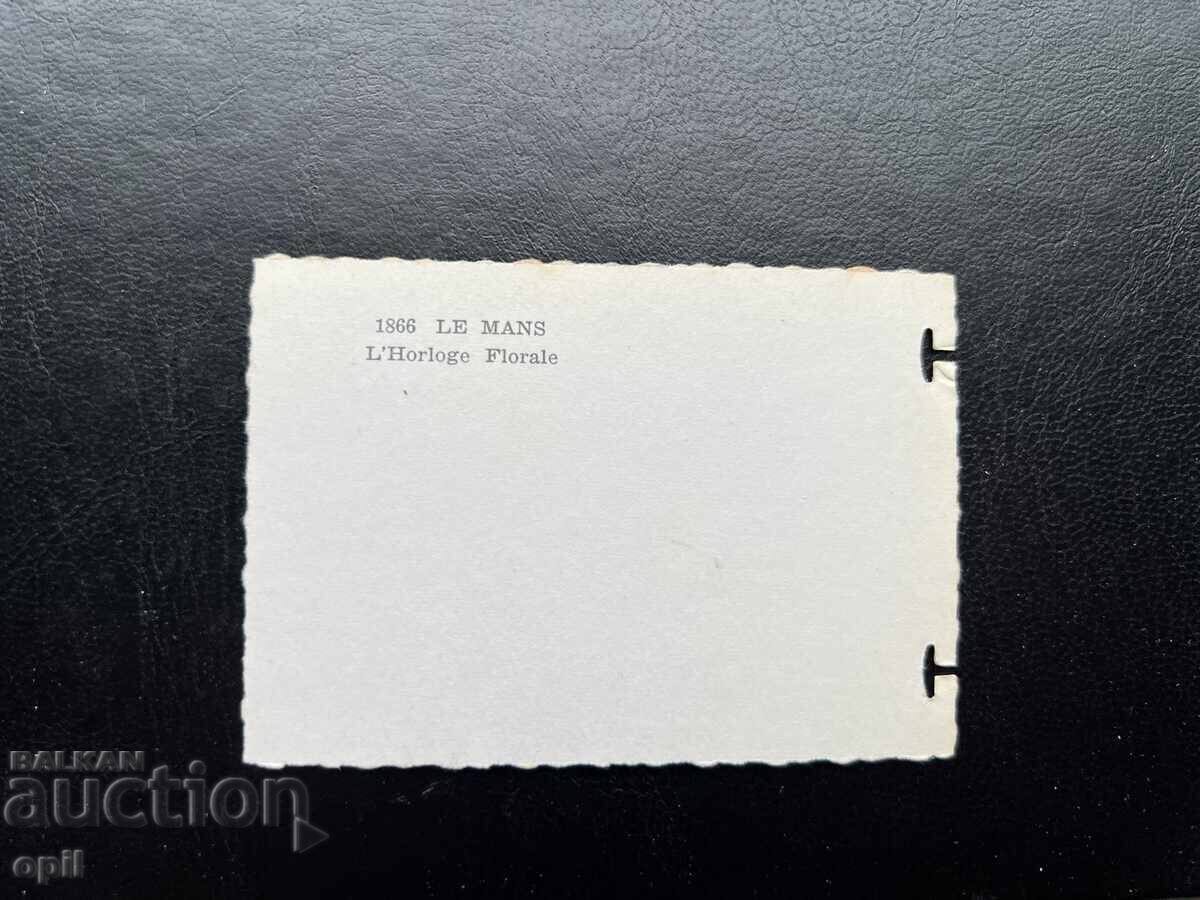 1866 LE MANS
L'Horloge Florale
BALKAN
auction
opil